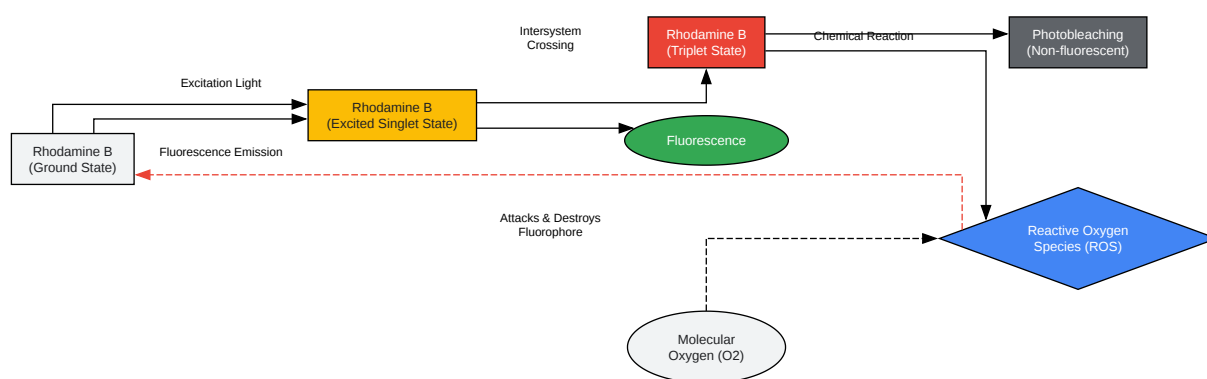 Intersystem
Crossing
Rhodamine B
(Triplet State)
Chemical Reaction
Photobleaching
(Non-fluorescent)
Excitation Light
Rhodamine B
(Excited Singlet State)
Fluorescence
Rhodamine B
(Ground State)
Fluorescence Emission
Attacks & Destroys
Fluorophore
Reactive Oxygen
Species (ROS)
Molecular
Oxygen (O2)